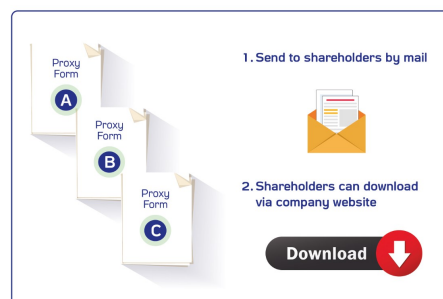 Proxy
Form
A
Proxy
Form
B
Proxy
Form
C
1. Send to shareholders by mail
2. Shareholders can download
via company website
Download